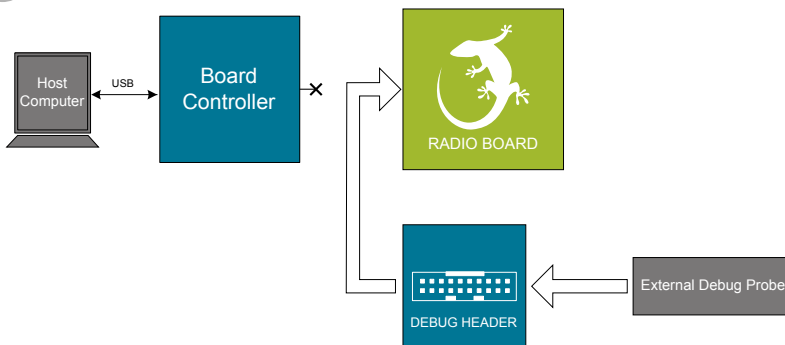 Host
Computer
USB
Board
Controller
RADIO BOARD
DEBUG HEADER
External Debug Probe